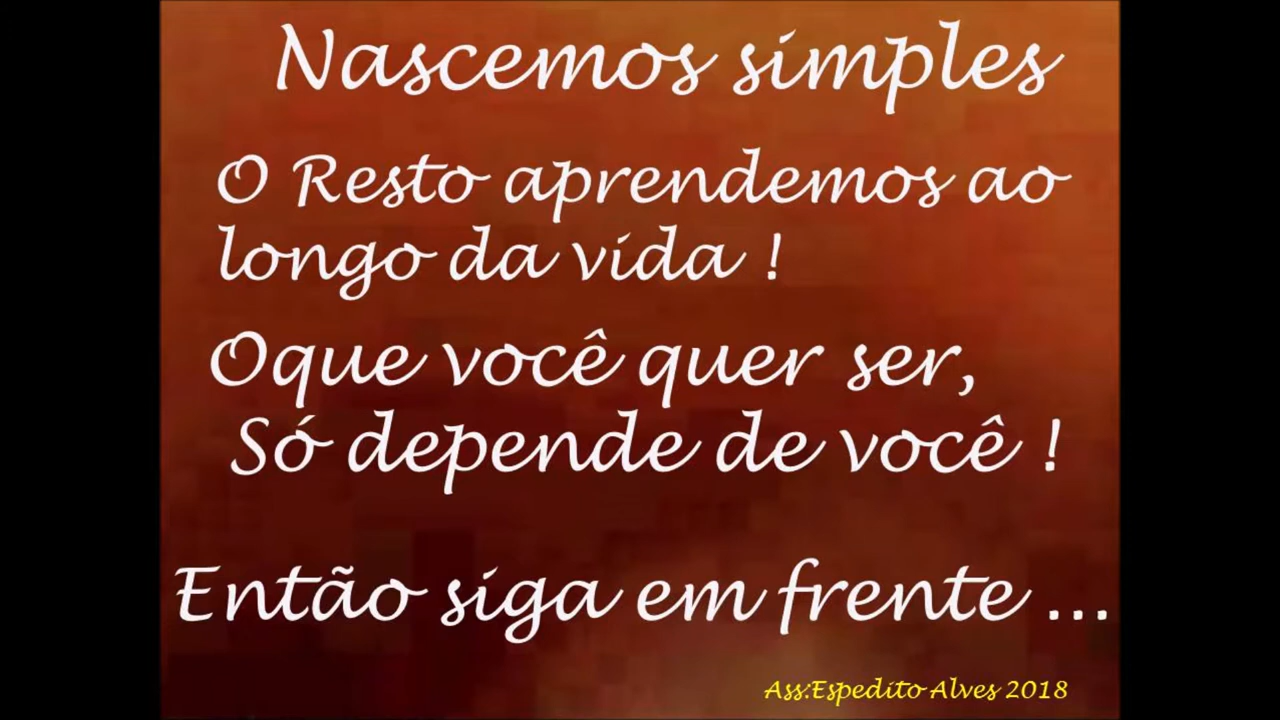 Nascemos simples
O Resto aprendemos ao
longo da vida !
Oque você quer ser,
Só depende de você !
Então siga em frente ...
Ass:Espedito Alves 2018